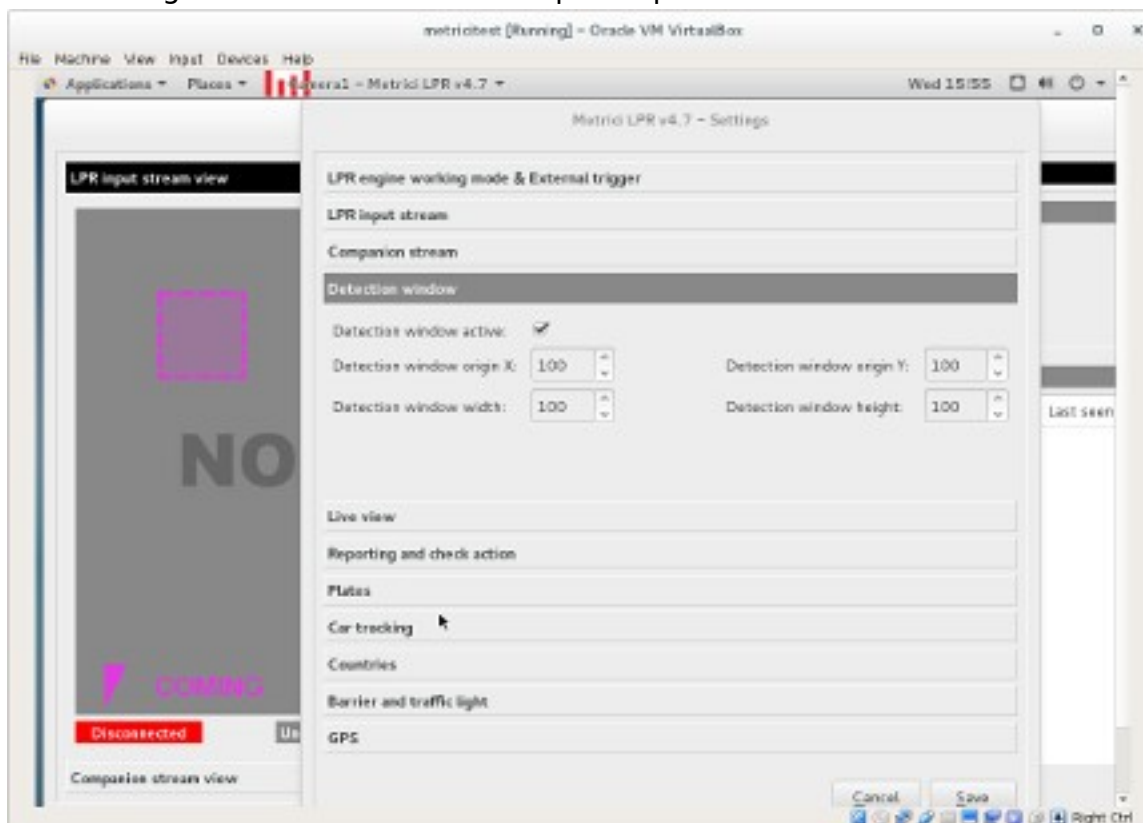 metricitest [Running] - Oracle VM VirtualBox
File Machine View Input Devices Help
Applications Places Camera1 - Metrici LPR v4.7 Wed 15:55
Metrici LPR v4.7 - Settings
LPR input stream view
LPR engine working mode & External trigger
LPR input stream
Companion stream
Detection window
Detection window active:
Detection window origin X: 100 Detection window origin Y: 100
Detection window width: 100 Detection window height: 100
Last seen
NO
Live view
Reporting and check action
Plates
Car tracking
Countries
COMING
Barrier and traffic light
Disconnected Un
GPS
Companion stream view
Cancel Save
Right Ctrl